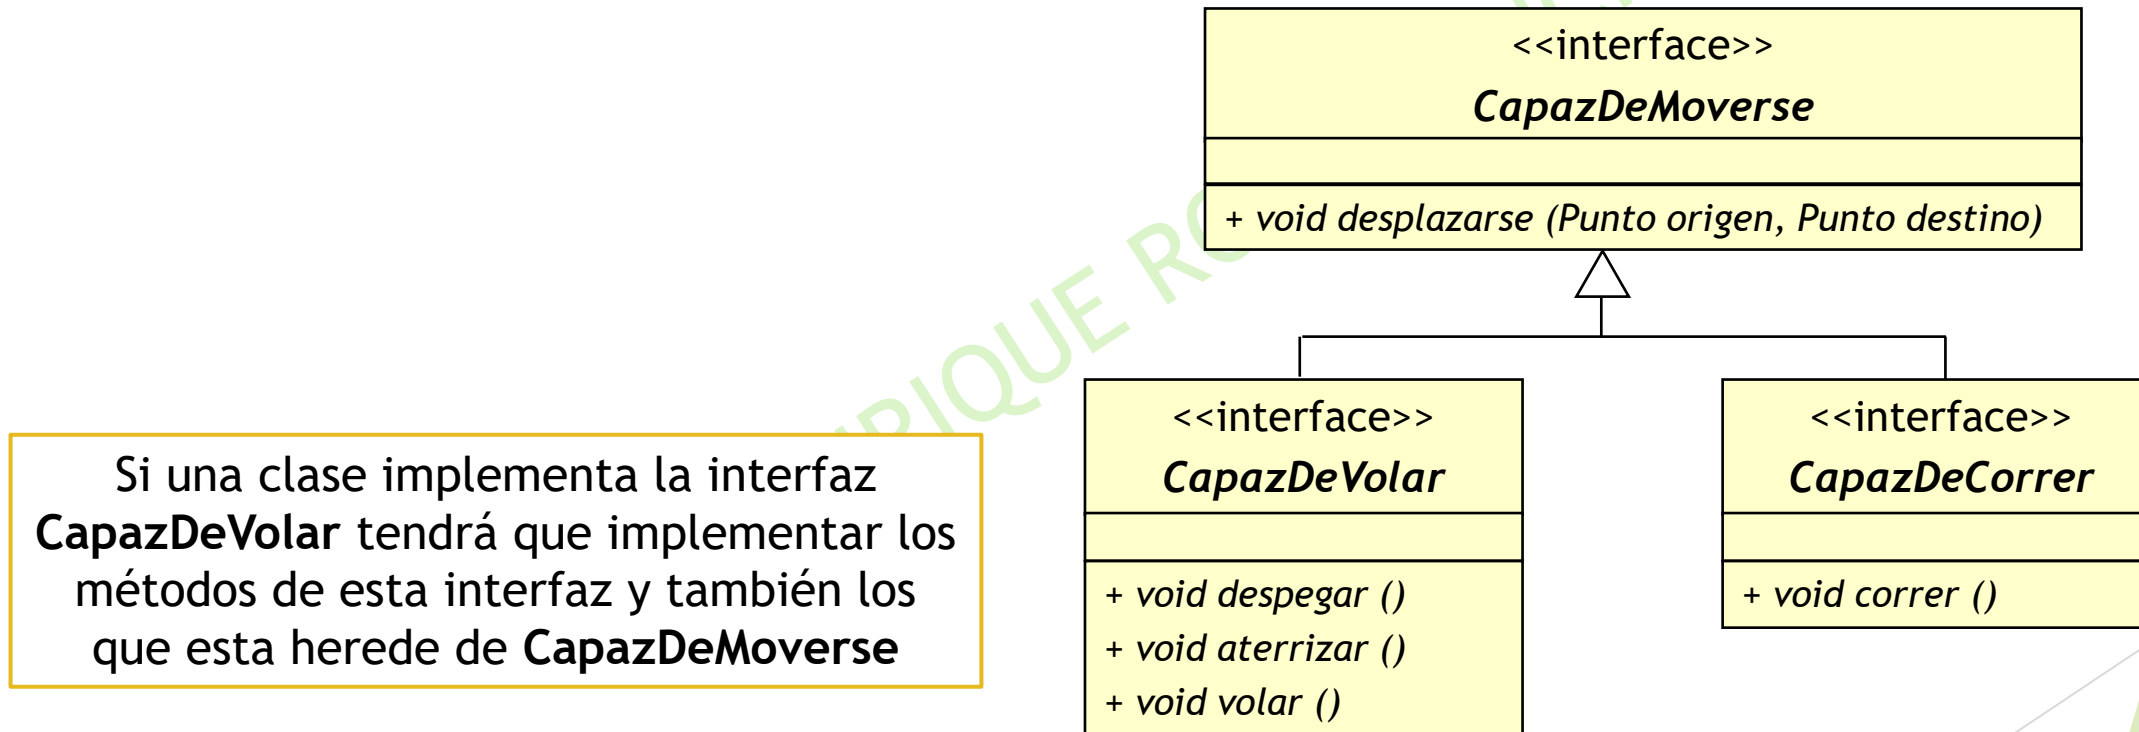 <<interface>>
CapazDeMoverse
+ void desplazarse (Punto origen, Punto destino)
Si una clase implementa la interfaz
CapazDeVolar tendrá que implementar los
métodos de esta interfaz y también los
que esta herede de CapazDeMoverse
<<interface>>
CapazDeVolar
+ void despegar ()
+ void aterrizar ()
+ void volar ()
<<interface>>
CapazDeCorrer
+ void correr ()